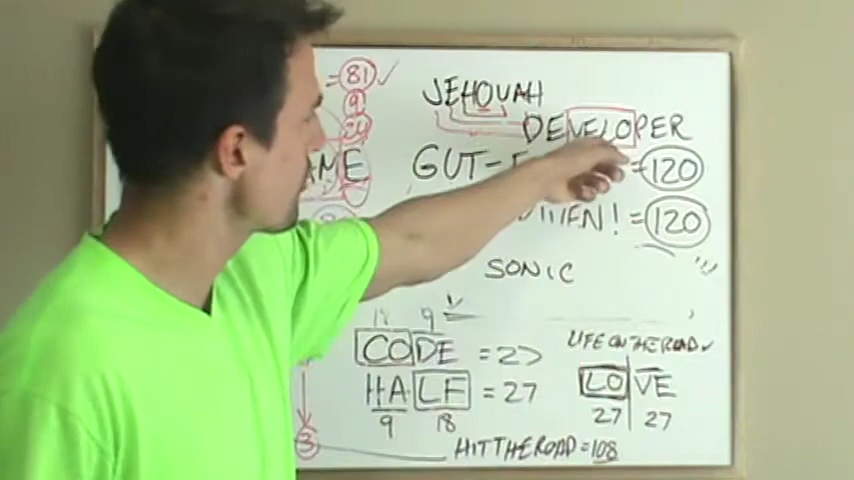 =81
9
JEHOVAH
DEVELOPER
AME
GUT- =120
! =120
SONIC
18 9
CODE = 27
HALF = 27
9 18
LIFE ON THE ROAD
LOVE
27 27
3
HIT THE ROAD=108